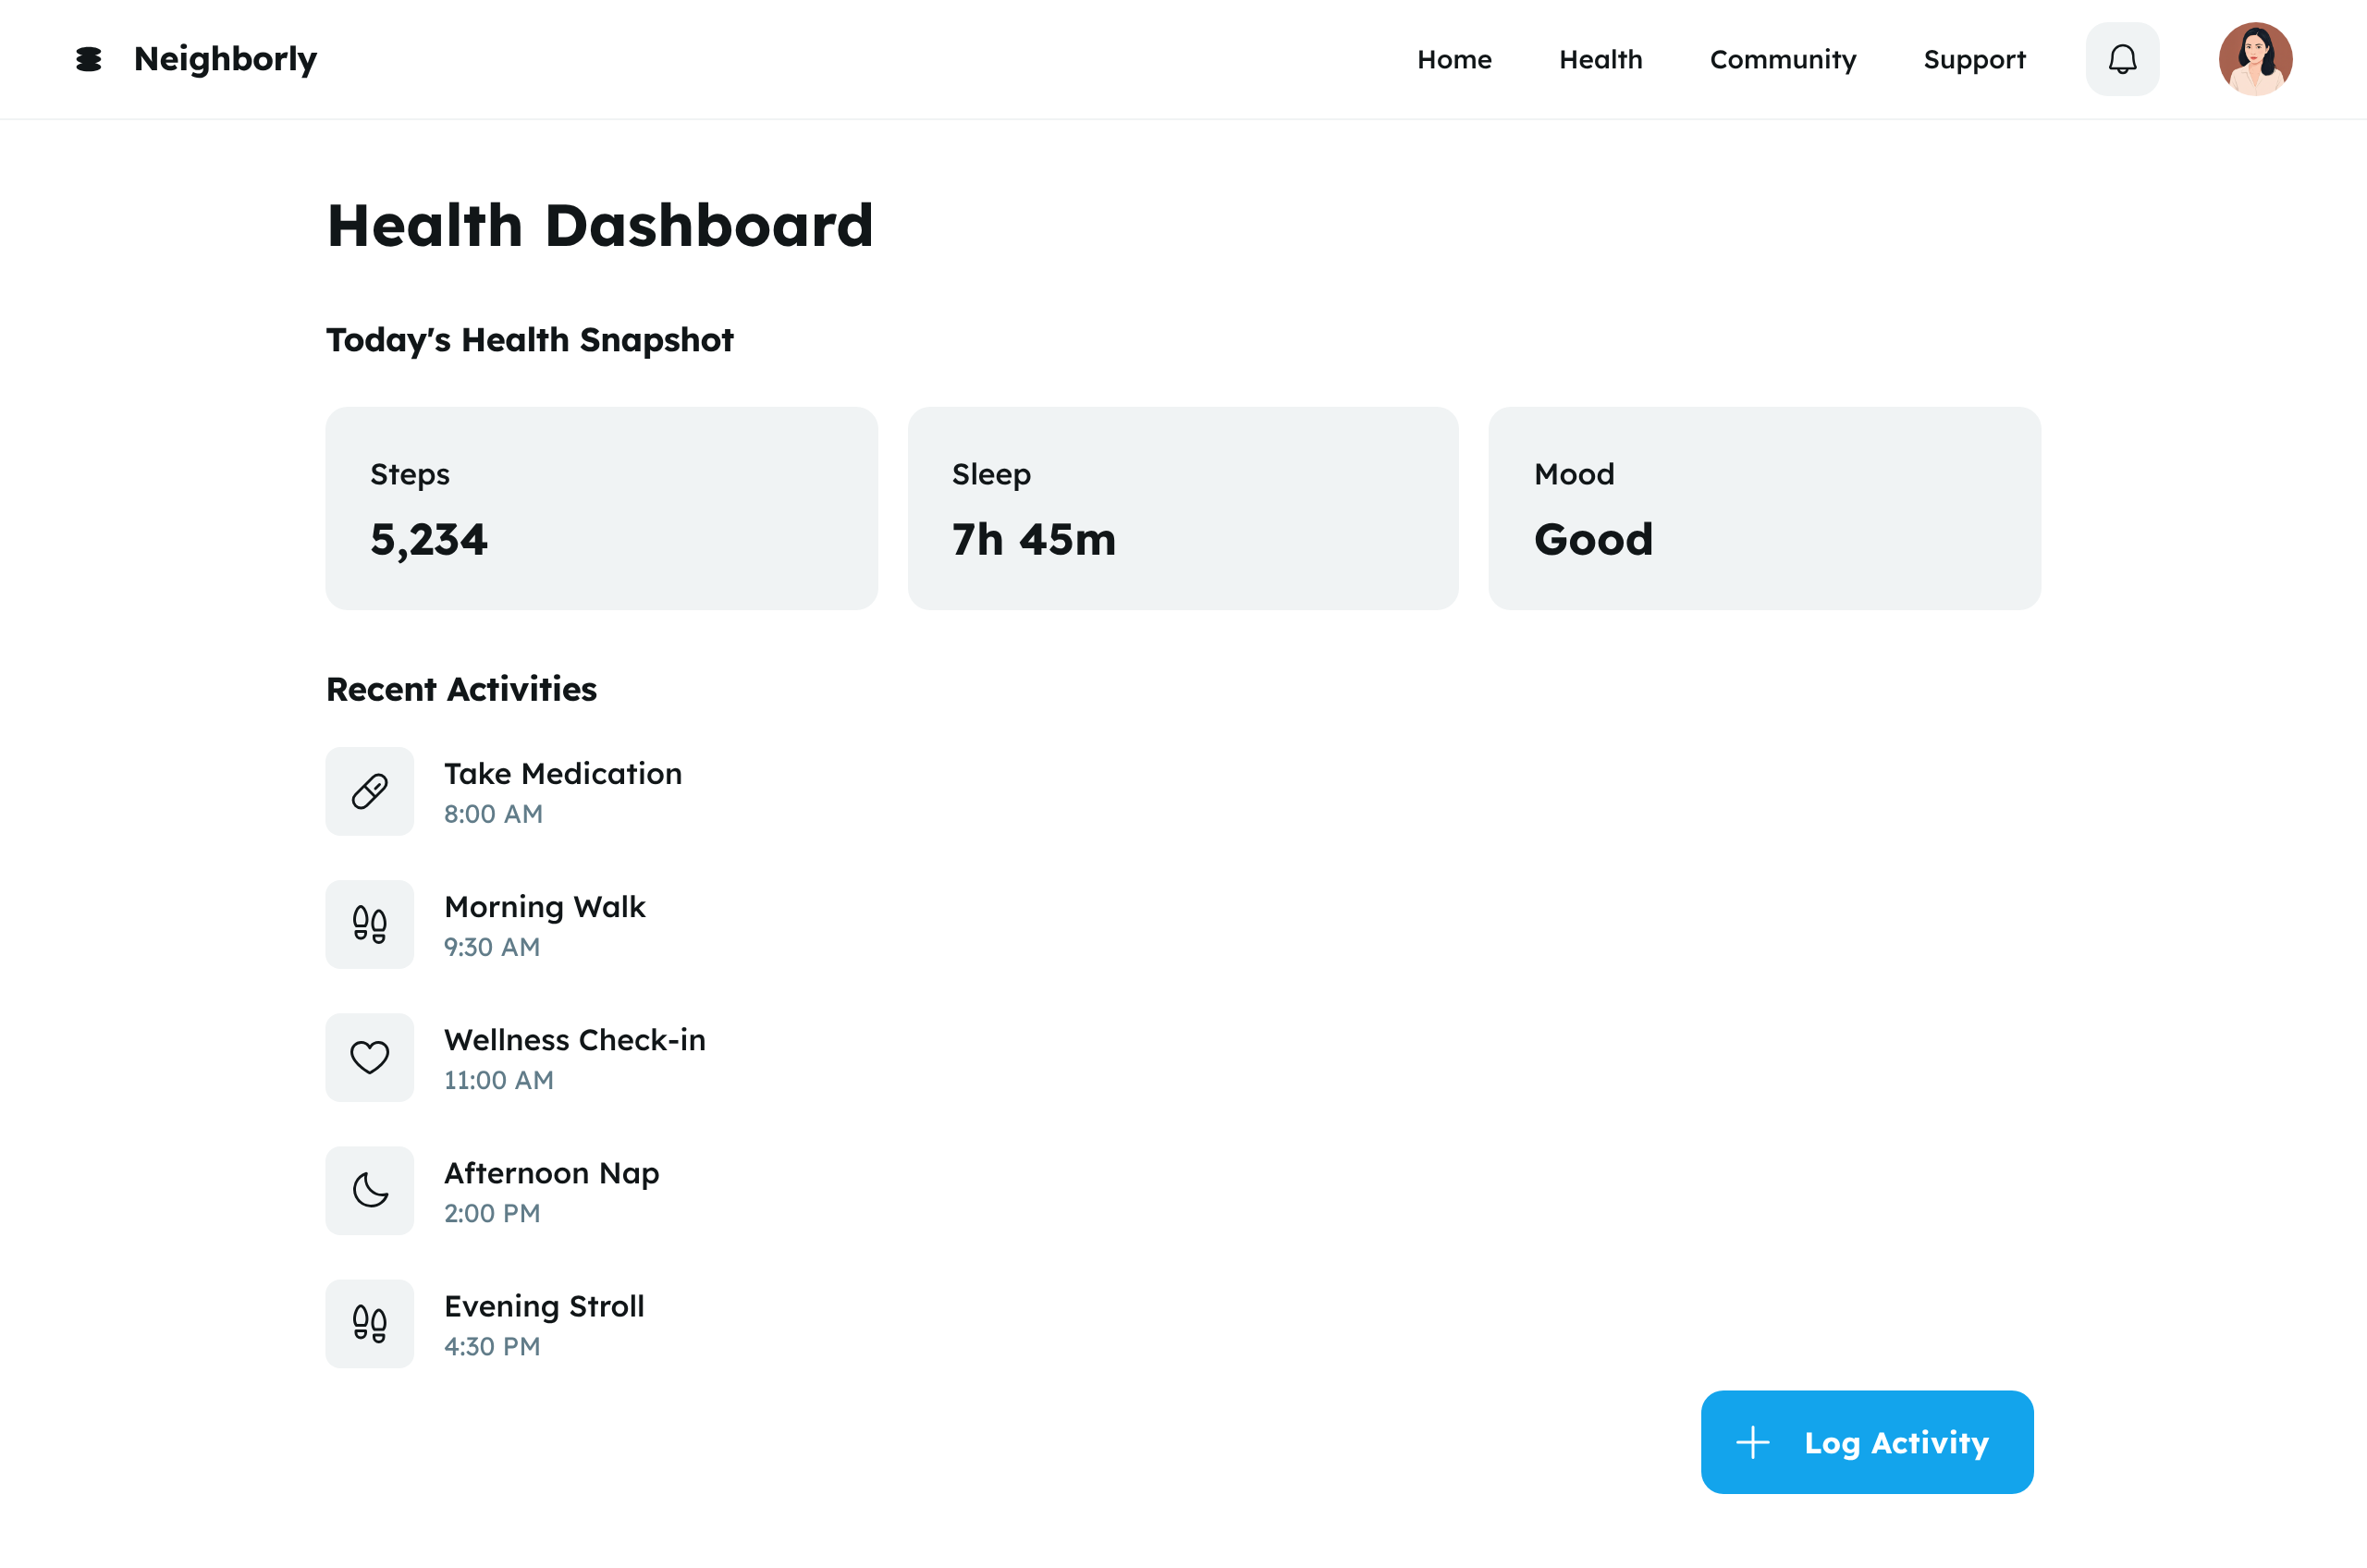 Neighborly
Home
Health
Community
Support
Health Dashboard
Today's Health Snapshot
Steps
5,234
Sleep
7h 45m
Mood
Good
Recent Activities
Take Medication
8:00 AM
Morning Walk
9:30 AM
Wellness Check-in
11:00 AM
Afternoon Nap
2:00 PM
Evening Stroll
4:30 PM
Log Activity